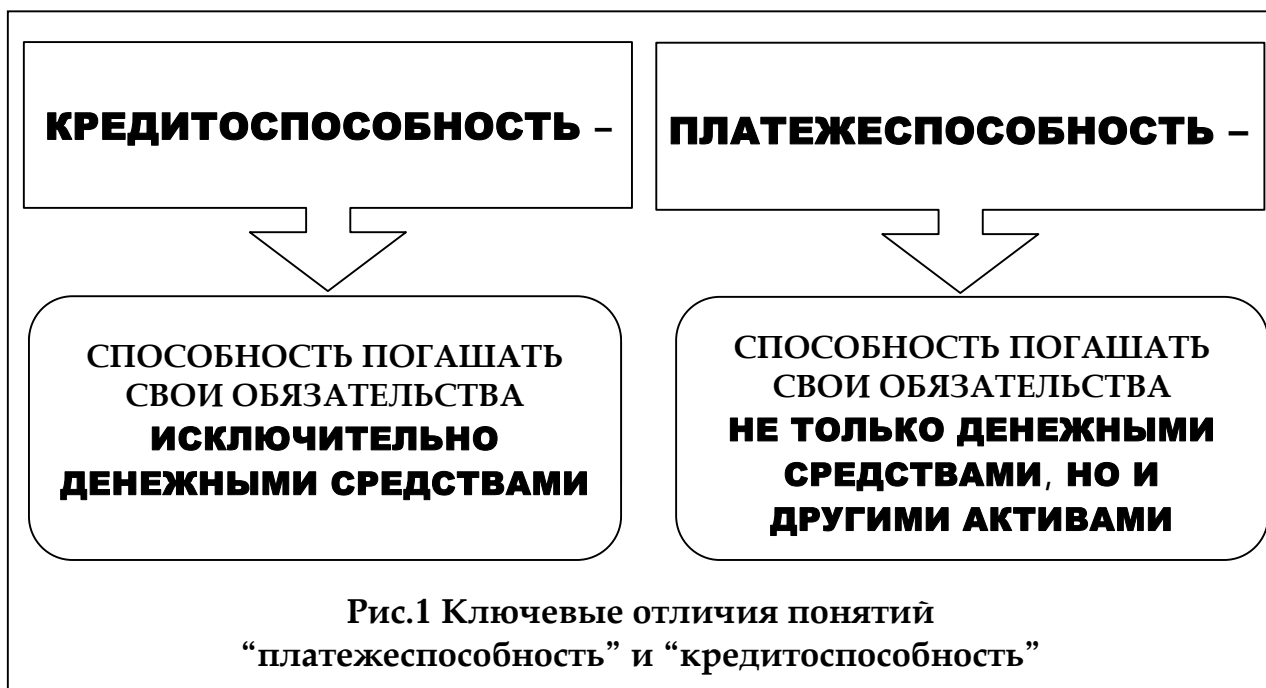 КРЕДИТОСПОСОБНОСТЬ –
СПОСОБНОСТЬ ПОГАШАТЬ
СВОИ ОБЯЗАТЕЛЬСТВА
ИСКЛЮЧИТЕЛЬНО
ДЕНЕЖНЫМИ СРЕДСТВАМИ
ПЛАТЕЖЕСПОСОБНОСТЬ –
СПОСОБНОСТЬ ПОГАШАТЬ
СВОИ ОБЯЗАТЕЛЬСТВА
НЕ ТОЛЬКО ДЕНЕЖНЫМИ
СРЕДСТВАМИ, НО И
ДРУГИМИ АКТИВАМИ
Рис.1 Ключевые отличия понятий
“платежеспособность” и “кредитоспособность”